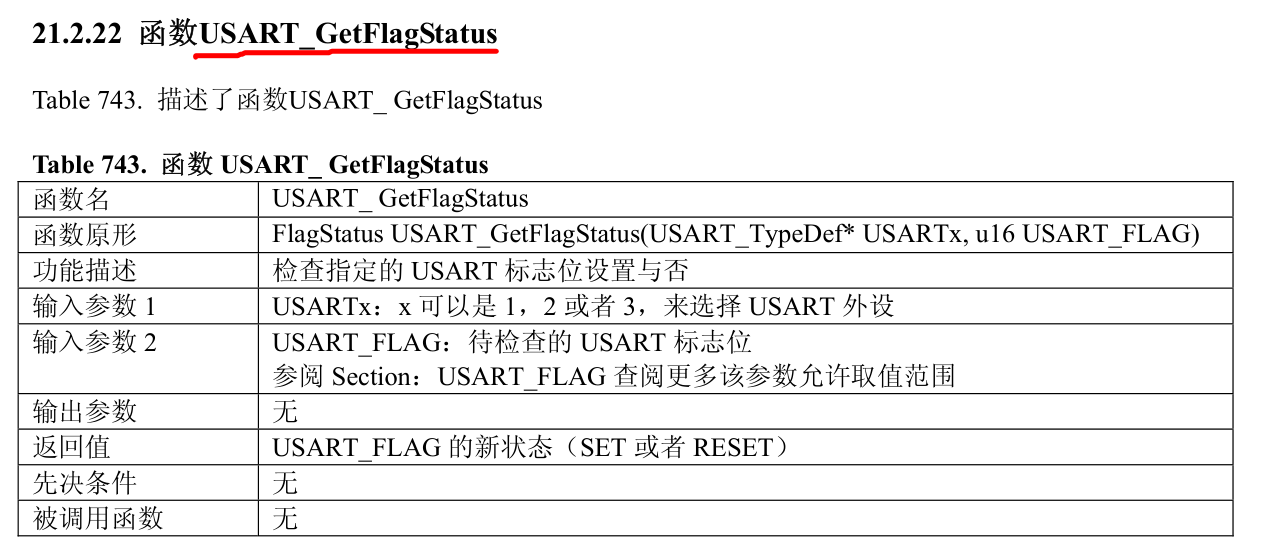 21.2.22 函数USART_GetFlagStatus
Table 743. 描述了函数USART_ GetFlagStatus
Table 743. 函数 USART_ GetFlagStatus
函数名 USART_ GetFlagStatus
函数原形 FlagStatus USART_GetFlagStatus(USART_TypeDef* USARTx, u16 USART_FLAG)
功能描述 检查指定的 USART 标志位设置与否
输入参数 1 USARTx：x 可以是 1，2 或者 3，来选择 USART 外设
输入参数 2 USART_FLAG：待检查的 USART 标志位
参阅 Section：USART_FLAG 查阅更多该参数允许取值范围
输出参数 无
返回值 USART_FLAG 的新状态（SET 或者 RESET）
先决条件 无
被调用函数 无